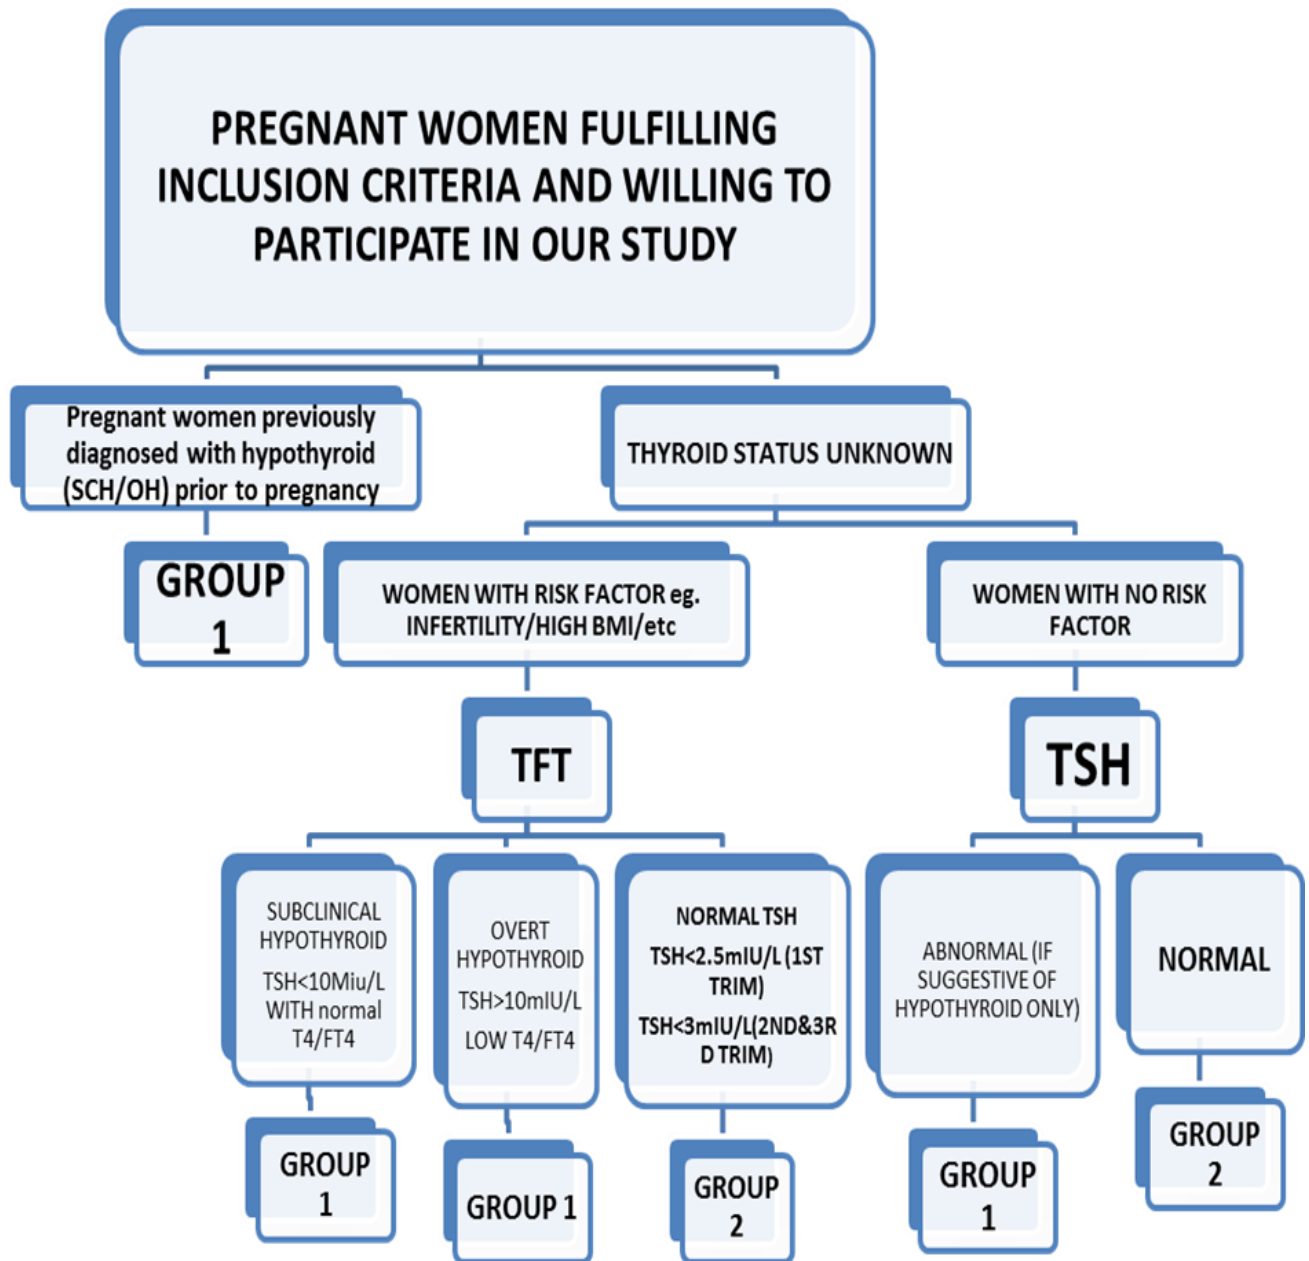 PREGNANT WOMEN FULFILLING
INCLUSION CRITERIA AND WILLING TO
PARTICIPATE IN OUR STUDY
Pregnant women previously
diagnosed with hypothyroid
(SCH/OH) prior to pregnancy
THYROID STATUS UNKNOWN
GROUP
1
WOMEN WITH RISK FACTOR eg.
INFERTILITY/HIGH BMI/etc
WOMEN WITH NO RISK
FACTOR
TFT
TSH
SUBCLINICAL
HYPOTHYROID
TSH<10Miu/L
WITH normal
T4/FT4
OVERT
HYPOTHYROID
TSH>10mIU/L
LOW T4/FT4
NORMAL TSH
TSH<2.5mIU/L (1ST
TRIM)
TSH<3mIU/L(2ND&3R
D TRIM)
ABNORMAL (IF
SUGGESTIVE OF
HYPOTHYROID ONLY)
NORMAL
GROUP
1
GROUP 1
GROUP
2
GROUP
1
GROUP
2